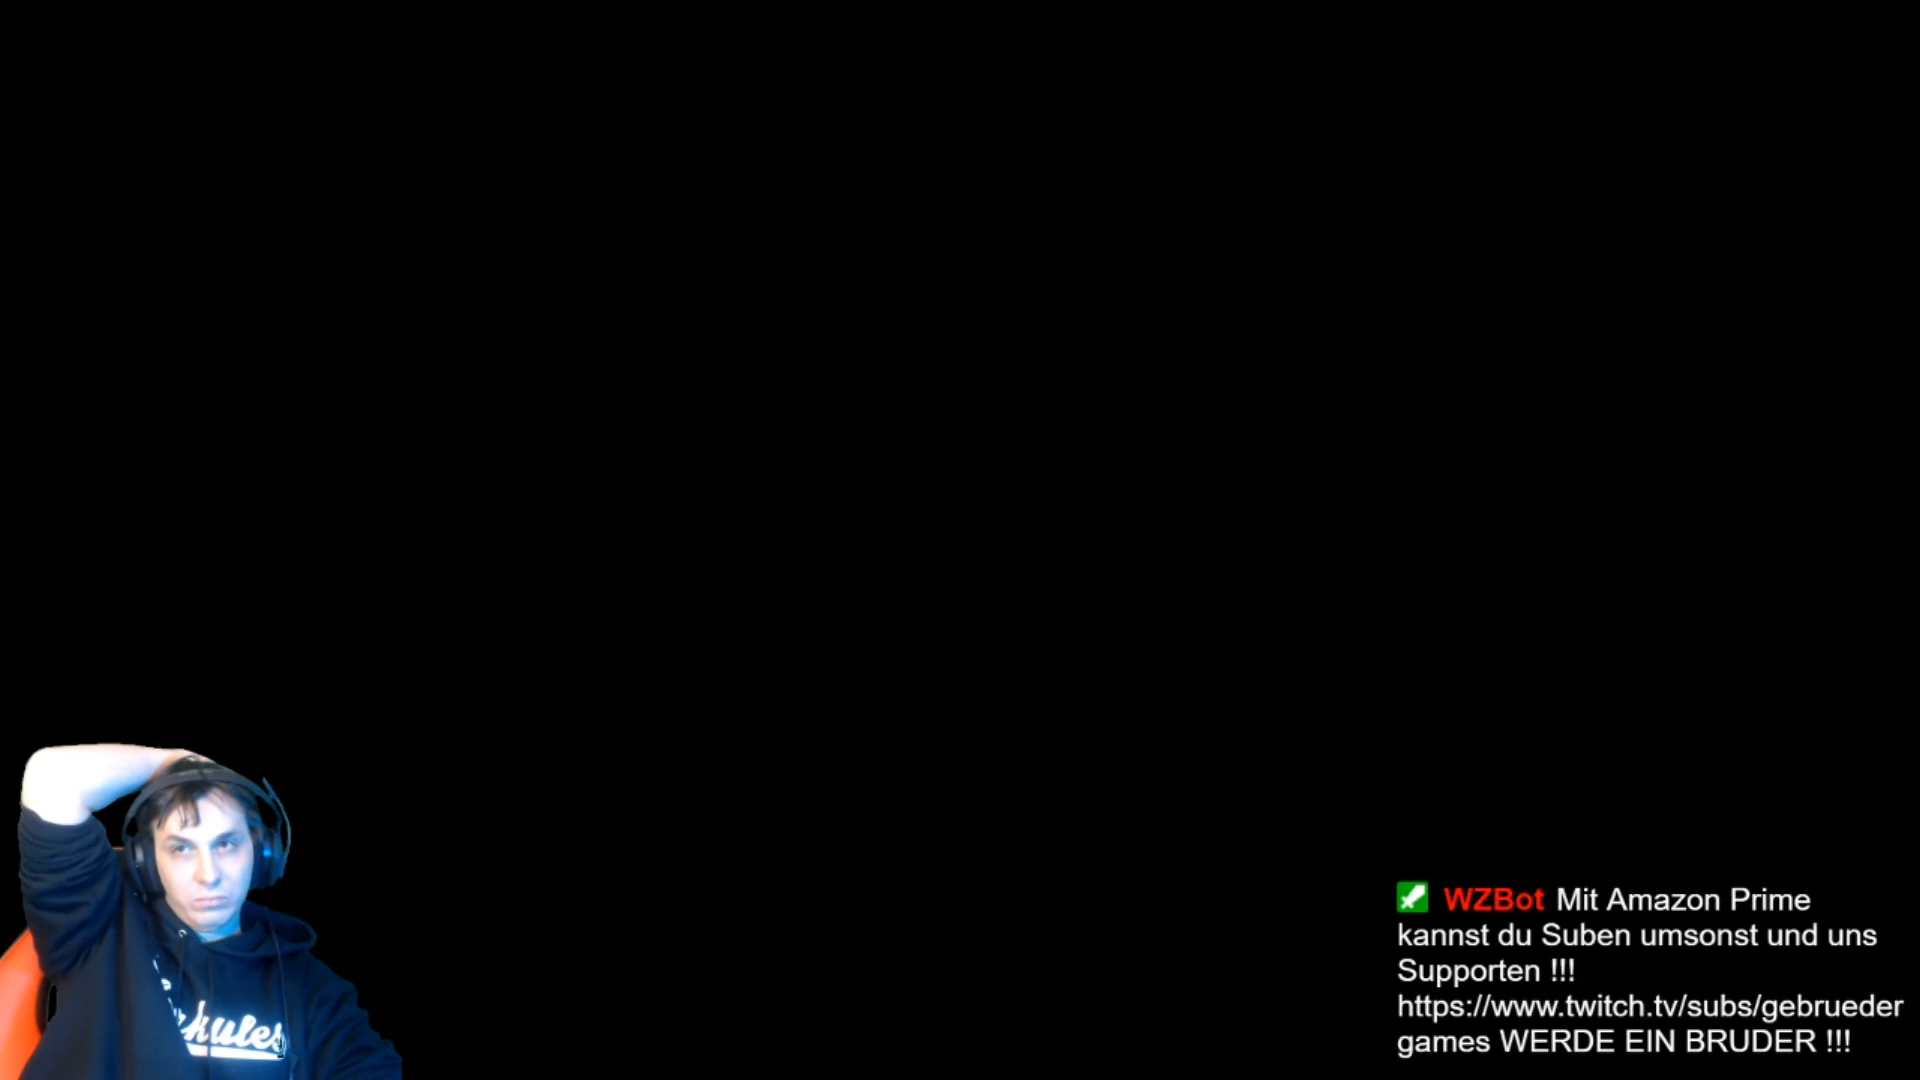 WZBot Mit Amazon Prime
kannst du Suben umsonst und uns
Supporten !!!
https://www.twitch.tv/subs/gebrueder
games WERDE EIN BRUDER !!!